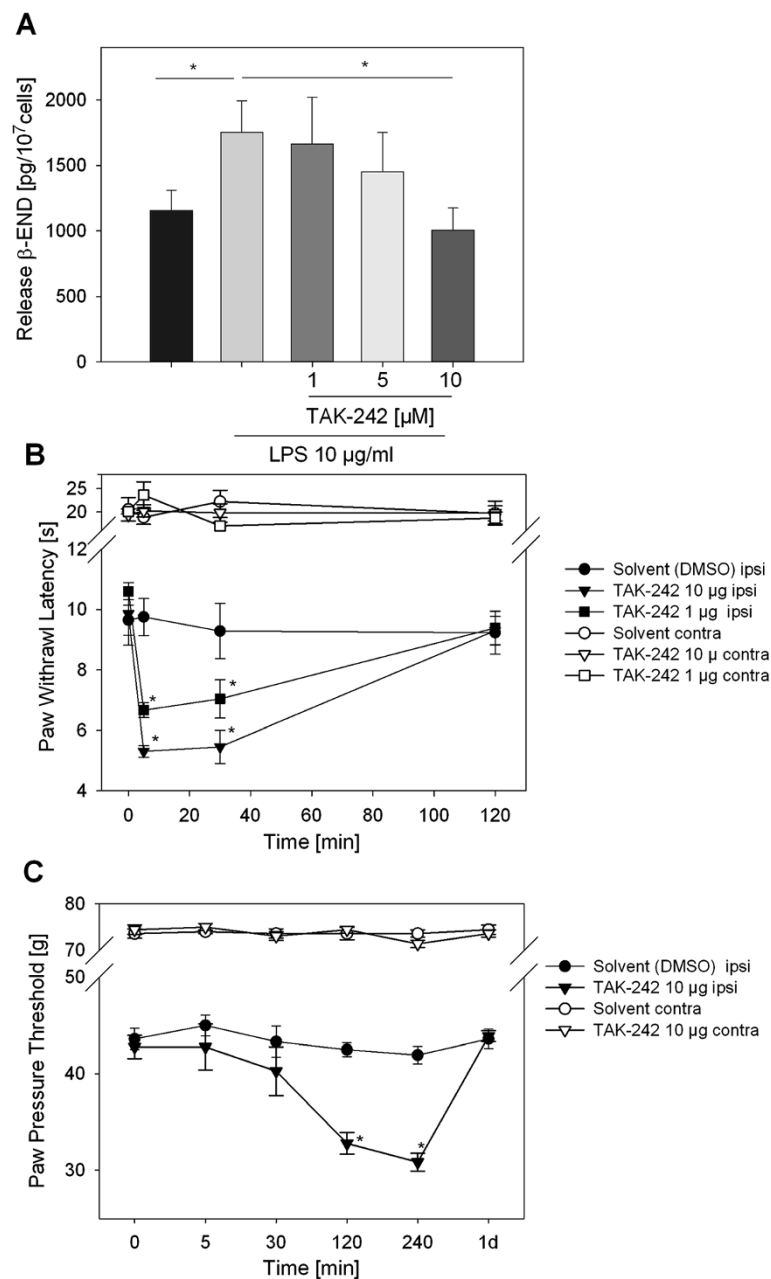 A
Release β-END [pg/10⁷cells]
2000
1500
1000
500
0
*
*
1 5 10
TAK-242 [µM]
LPS 10 µg/ml
B
Paw Withrawl Latency [s]
25
20
12
10
8
6
4
*
*
*
*
0 20 40 60 80 100 120
Time [min]
Solvent (DMSO) ipsi
TAK-242 10 µg ipsi
TAK-242 1 µg ipsi
Solvent contra
TAK-242 10 µ contra
TAK-242 1 µg contra
C
Paw Pressure Threshold [g]
80
70
50
40
30
*
*
0 5 30 120 240 1d
Time [min]
Solvent (DMSO) ipsi
TAK-242 10 µg ipsi
Solvent contra
TAK-242 10 µg contra